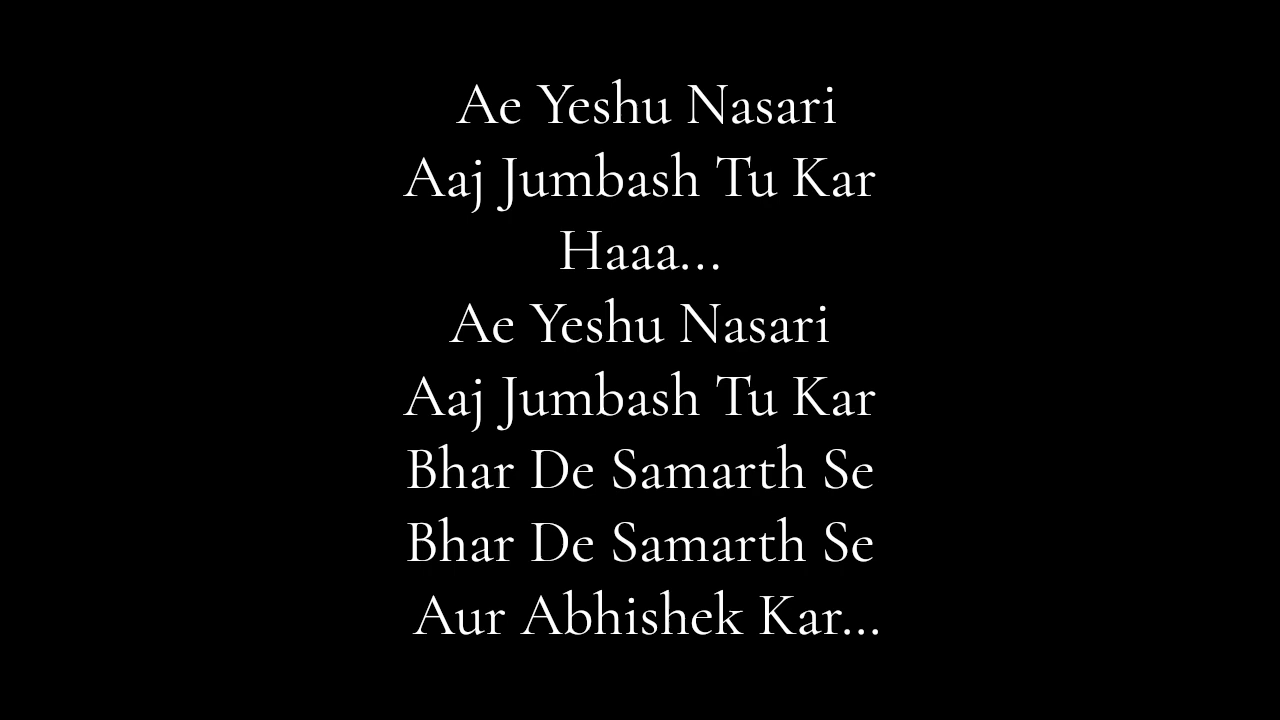 Ae Yeshu Nasari
Aaj Jumbash Tu Kar
Haaa...
Ae Yeshu Nasari
Aaj Jumbash Tu Kar
Bhar De Samarth Se
Bhar De Samarth Se
Aur Abhishek Kar...